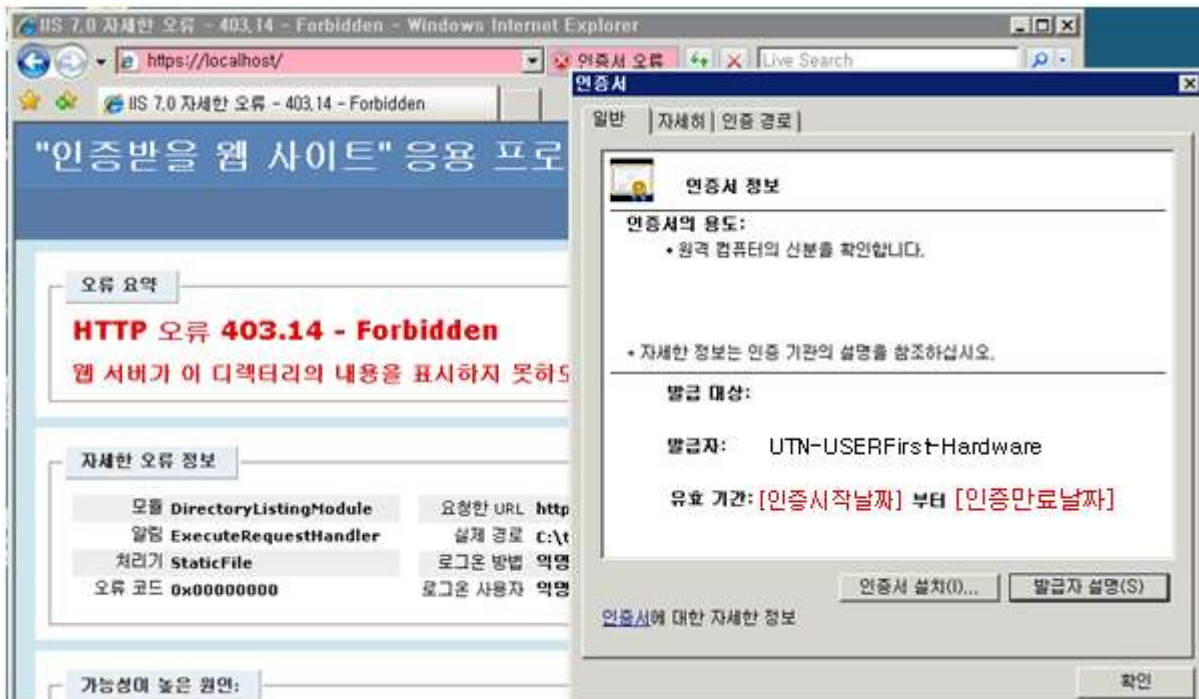 IIS 7.0 자세한 오류 - 403.14 - Forbidden - Windows Internet Explorer
https://localhost/
인증서 오류
Live Search
IIS 7.0 자세한 오류 - 403.14 - Forbidden
"인증받을 웹 사이트" 응용 프로
오류 요약
HTTP 오류 403.14 - Forbidden
웹 서버가 이 디렉터리의 내용을 표시하지 못하도
자세한 오류 정보
모듈 DirectoryListingModule
알림 ExecuteRequestHandler
처리기 StaticFile
오류 코드 0x00000000
요청한 URL http
실제 경로 C:\t
로그온 방법 익명
로그온 사용자 익명
가능성이 높은 원인:
인증서
일반
자세히
인증 경로
인증서 정보
인증서의 용도:
• 원격 컴퓨터의 신분을 확인합니다.
• 자세한 정보는 인증 기관의 설명을 참조하십시오.
발급 대상:
발급자: UTN-USERFirst-Hardware
유효 기간: [인증시작날짜] 부터 [인증만료날짜]
인증서 설치(I)...
발급자 설명(S)
인증서에 대한 자세한 정보
확인